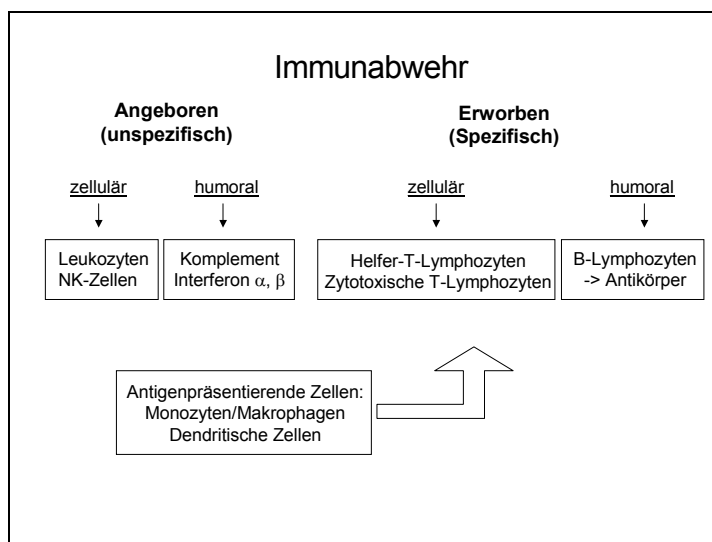 Immunabwehr
Angeboren
(unspezifisch)
Erworben
(Spezifisch)
zellulär
humoral
zellulär
humoral
Leukozyten
NK-Zellen
Komplement
Interferon α, β
Helfer-T-Lymphozyten
Zytotoxische T-Lymphozyten
B-Lymphozyten
-> Antikörper
Antigenpräsentierende Zellen:
Monozyten/Makrophagen
Dendritische Zellen